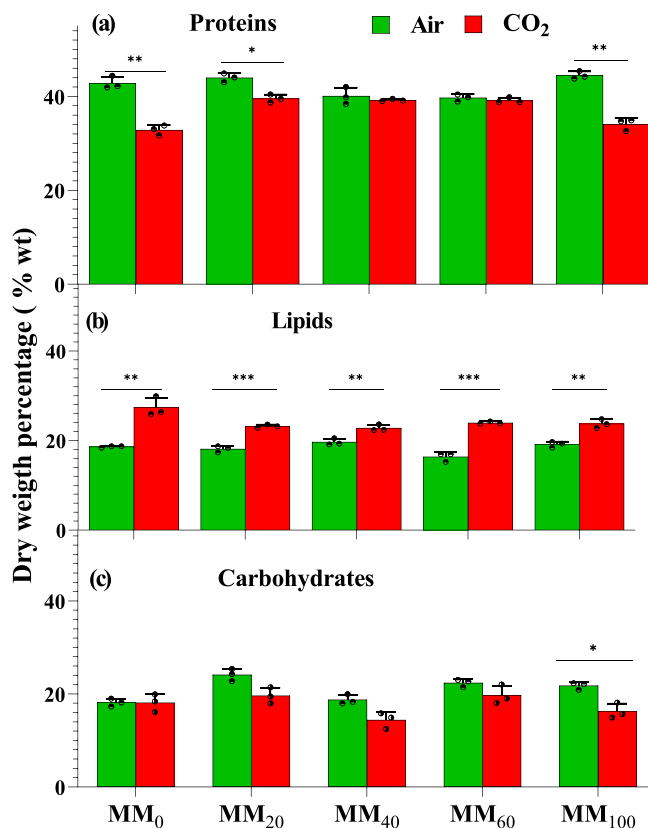 (a) Proteins Air CO₂
** * **
40
20
0
(b) Lipids
** *** ** *** **
40
20
0
(c) Carbohydrates
*
40
20
0
MM₀ MM₂₀ MM₄₀ MM₆₀ MM₁₀₀
Dry weigth percentage ( % wt)